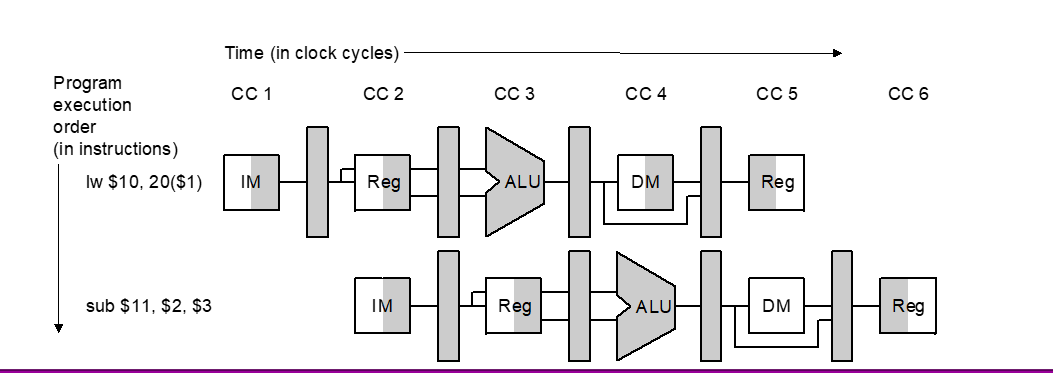 Time (in clock cycles)
Program
execution
order
(in instructions)
CC 1 CC 2 CC 3 CC 4 CC 5 CC 6
lw $10, 20($1) IM Reg ALU DM Reg
sub $11, $2, $3 IM Reg ALU DM Reg